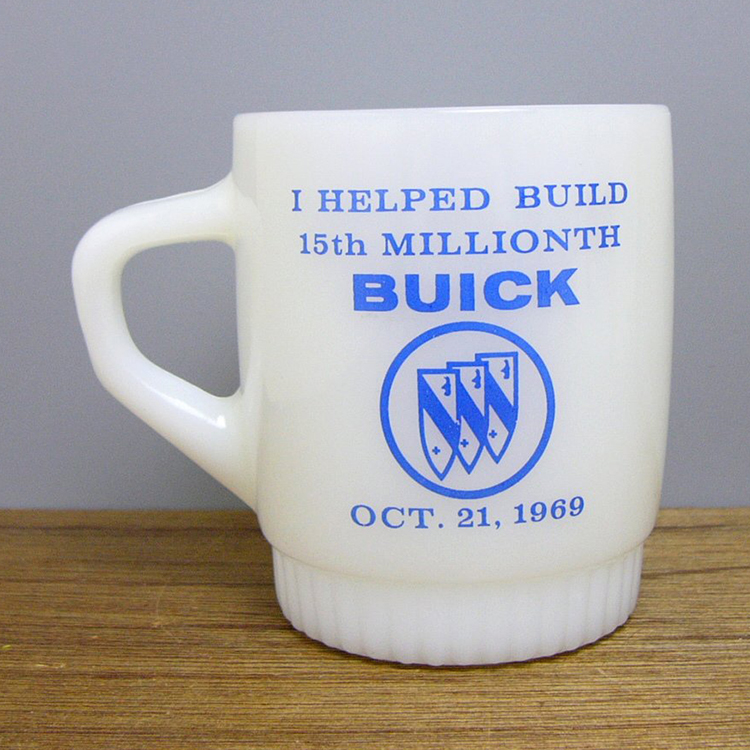 I HELPED BUILD
15th MILLIONTH
BUICK
OCT. 21, 1969